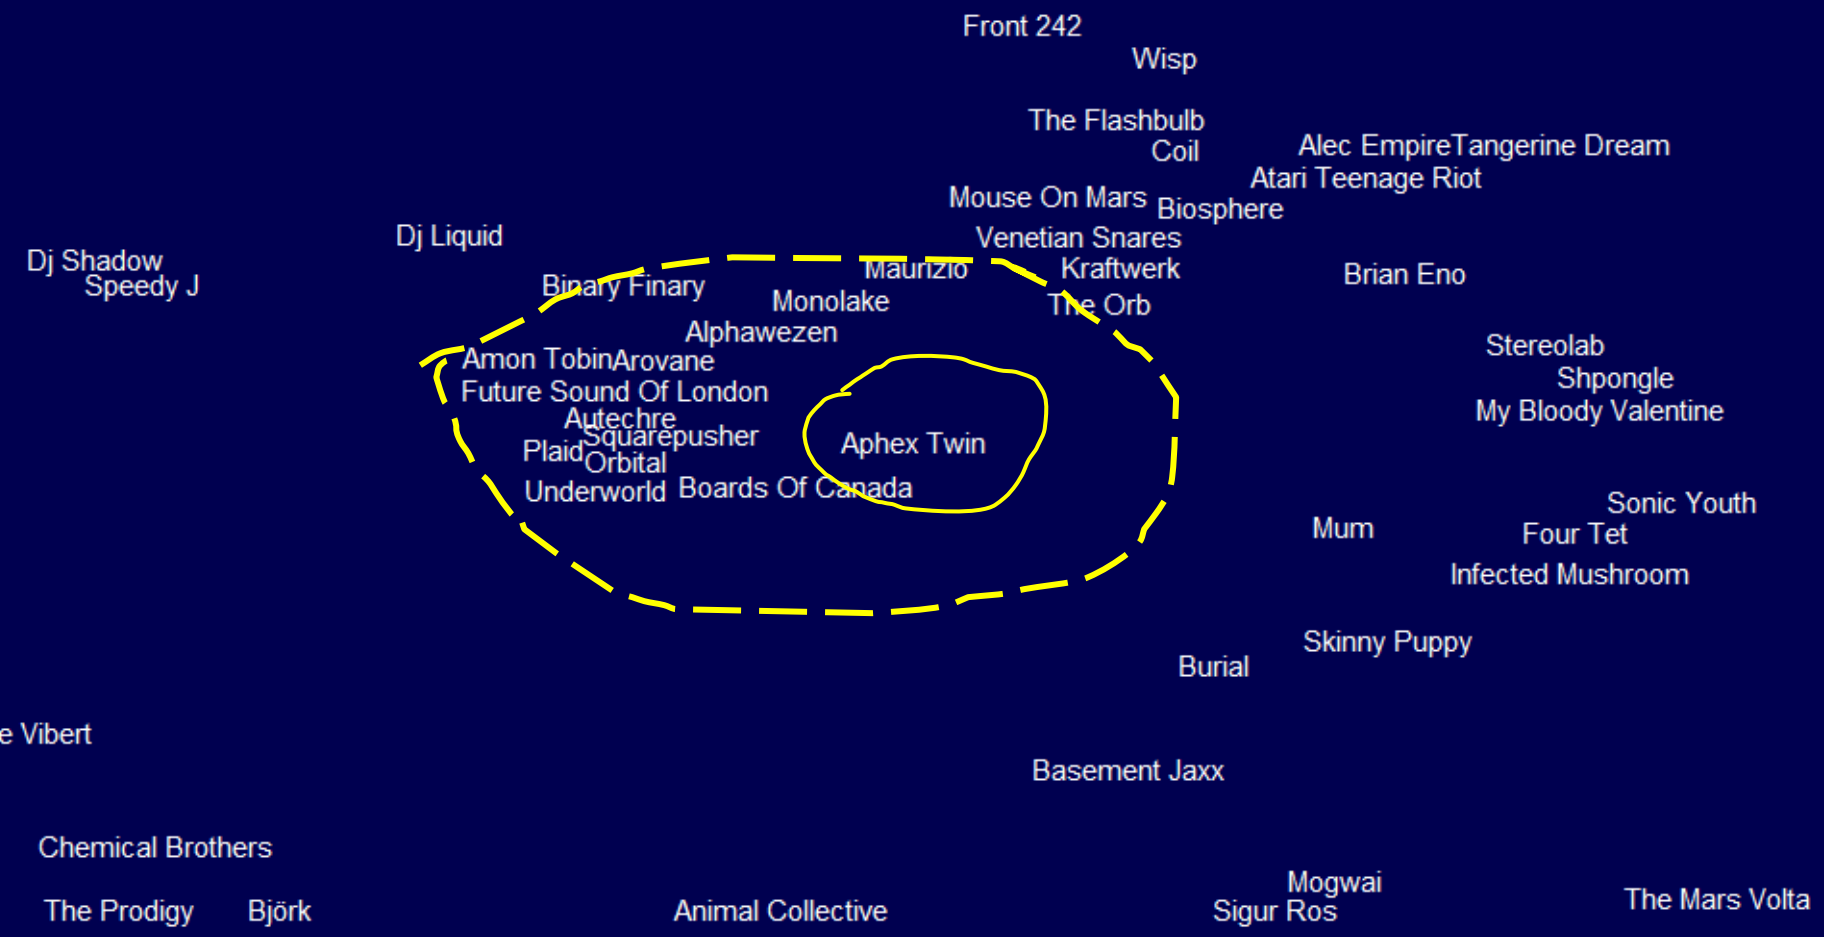 Front 242
Wisp
The Flashbulb
Coil
Alec Empire
Tangerine Dream
Atari Teenage Riot
Mouse On Mars
Biosphere
Dj Liquid
Venetian Snares
Dj Shadow
Maurizio
Kraftwerk
Brian Eno
Speedy J
Binary Finary
Monolake
The Orb
Alphawezen
Stereolab
Amon Tobin
Arovane
Shpongle
Future Sound Of London
My Bloody Valentine
Autechre
Squarepusher
Aphex Twin
Plaid
Orbital
Underworld
Boards Of Canada
Sonic Youth
Mum
Four Tet
Infected Mushroom
Skinny Puppy
Burial
e Vibert
Basement Jaxx
Chemical Brothers
Mogwai
The Mars Volta
The Prodigy
Björk
Animal Collective
Sigur Ros